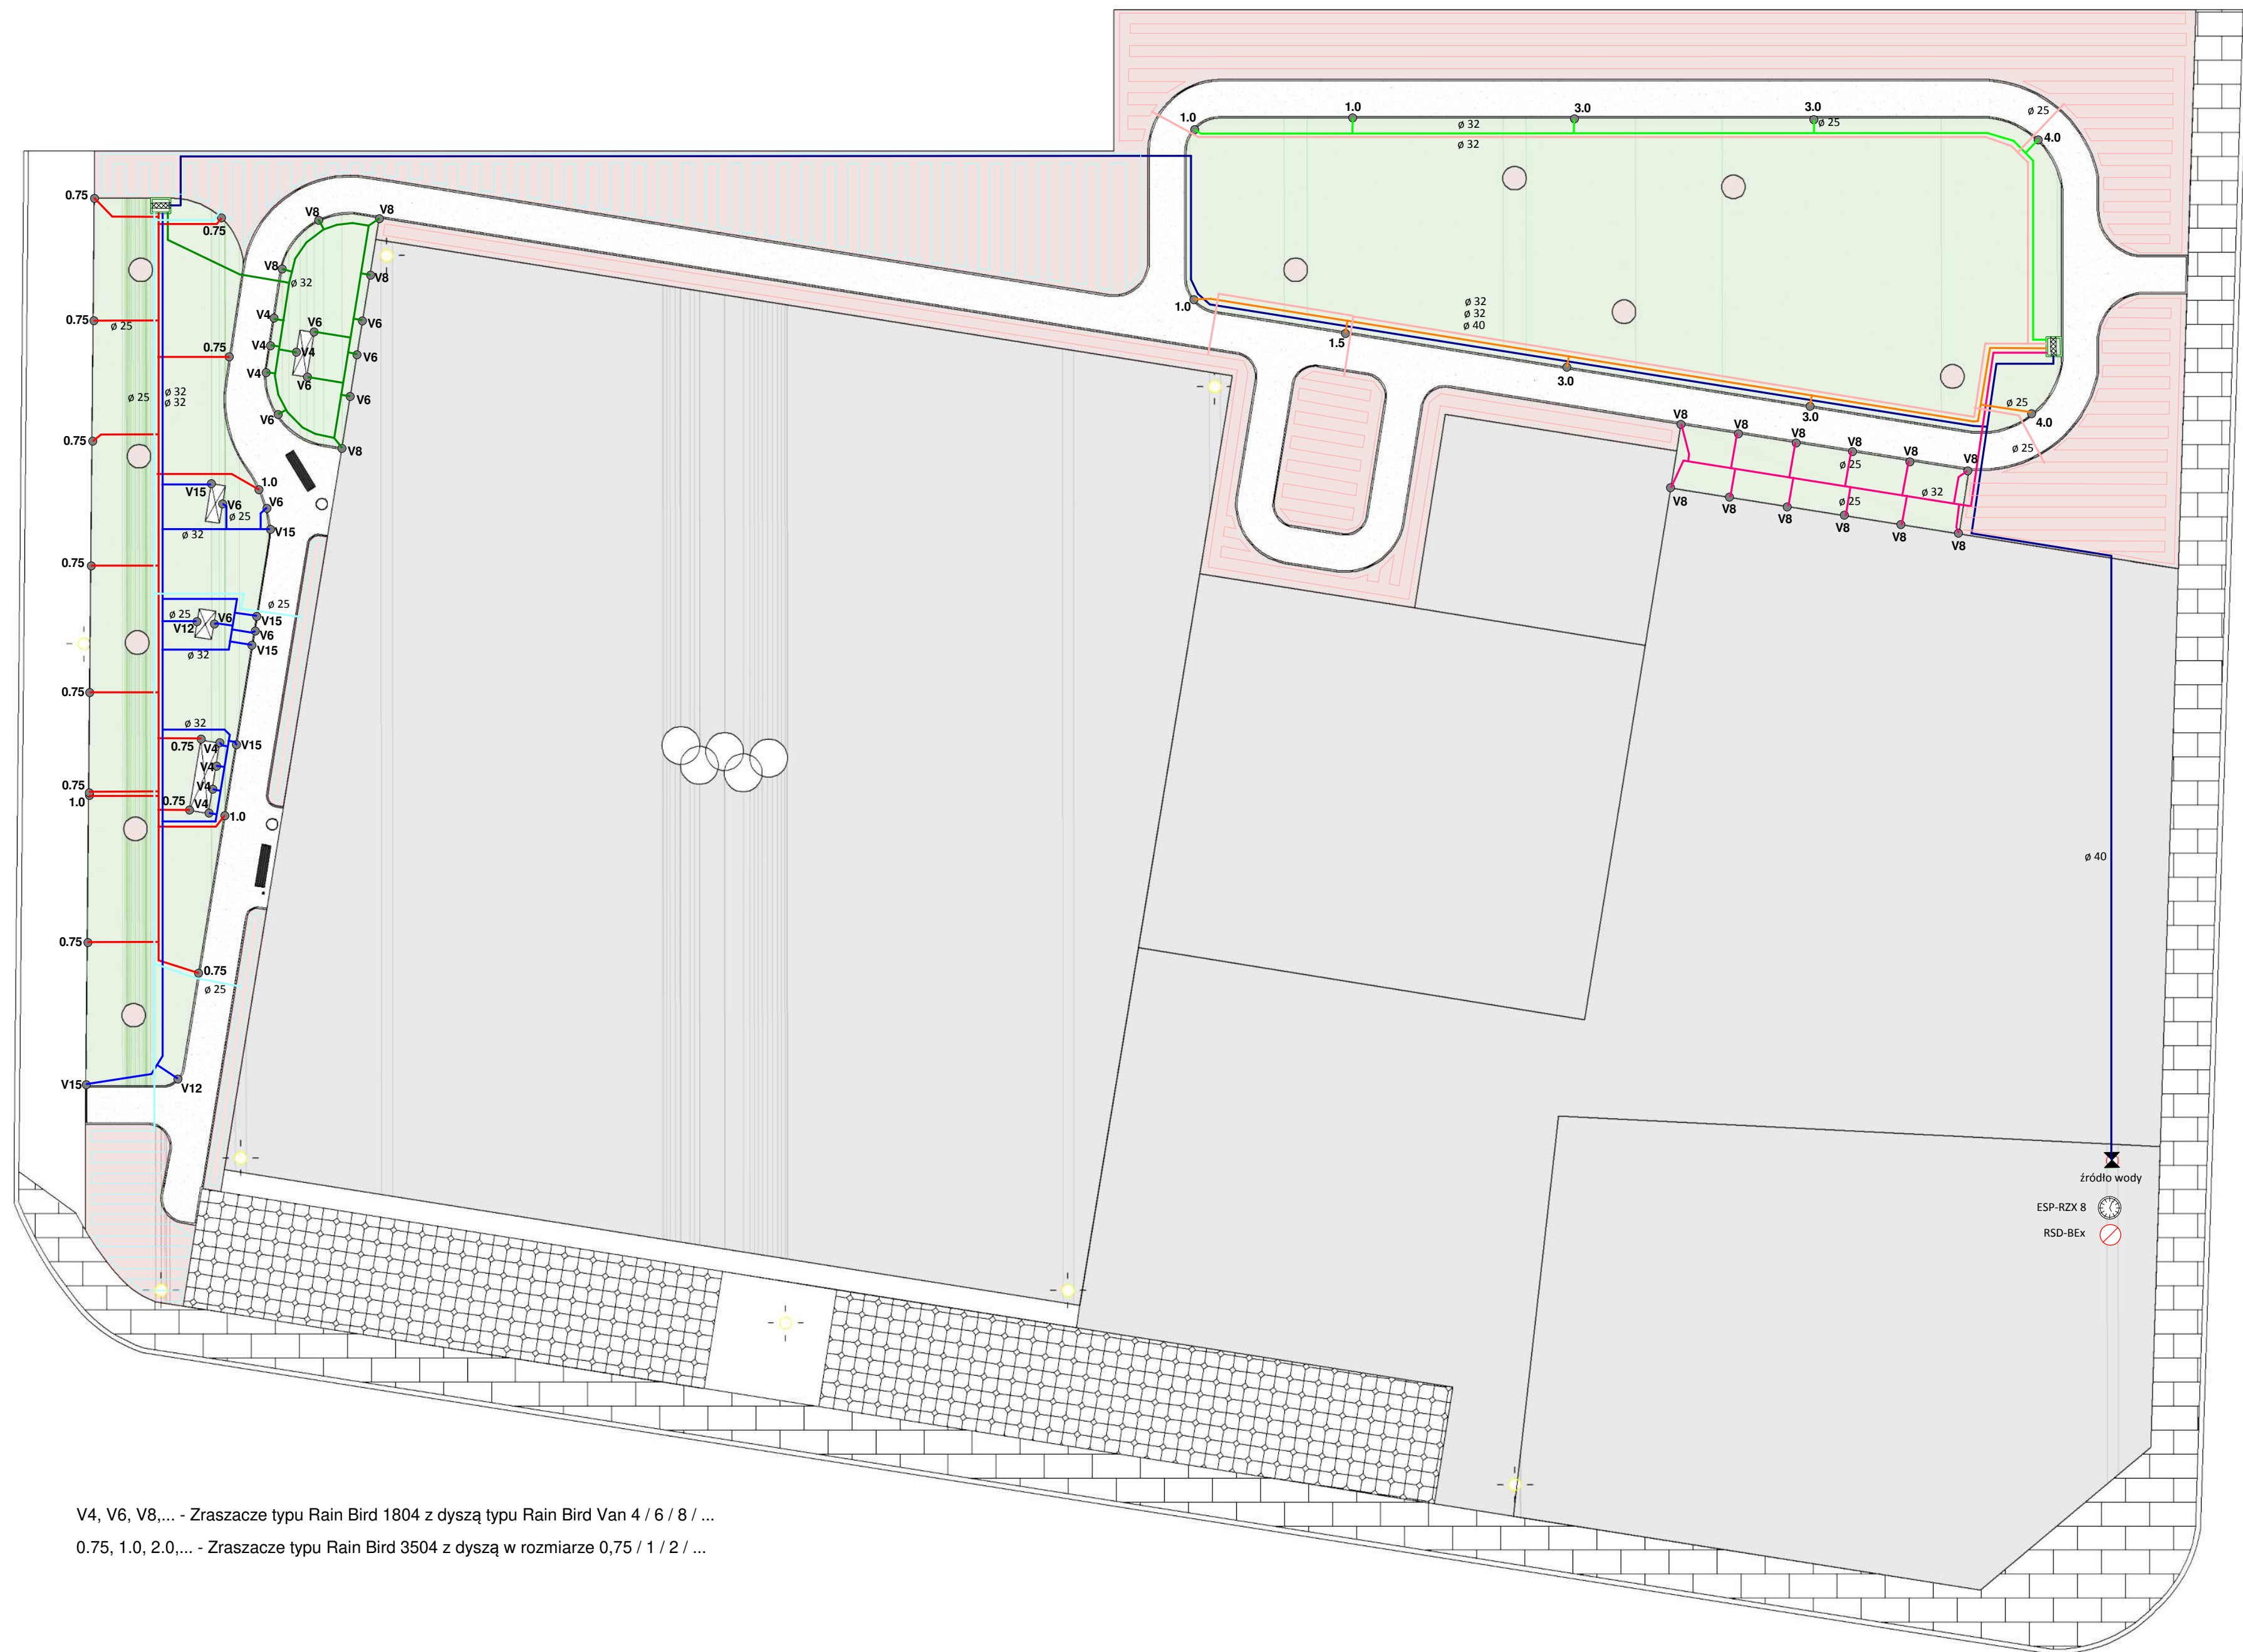 1.0
1.0
3.0
3.0
4.0
ø 25
ø 32
ø 32
ø 25
0.75
0.75
V8
V8
V8
V8
ø 32
V4
V6
V6
V4
V4
V6
V4
V6
V6
V6
V8
0.75
ø 25
0.75
ø 25
ø 32
ø 32
0.75
1.0
V15
V6
V6
ø 25
V15
ø 32
0.75
ø 25
ø 25
V12
V6
V15
V6
V15
ø 32
0.75
ø 32
0.75
V4
V15
V4
V4
0.75
1.0
0.75
V4
1.0
0.75
0.75
ø 25
V15
V12
1.0
ø 32
ø 32
ø 40
1.5
3.0
3.0
ø 25
4.0
ø 25
V8
V8
V8
V8
V8
V8
ø 25
ø 32
ø 25
V8
V8
V8
V8
V8
V8
ø 40
źródło wody
ESP-RZX 8
RSD-BEx
V4, V6, V8,... - Zraszacze typu Rain Bird 1804 z dyszą typu Rain Bird Van 4 / 6 / 8 / ...
0.75, 1.0, 2.0,... - Zraszacze typu Rain Bird 3504 z dyszą w rozmiarze 0,75 / 1 / 2 / ...